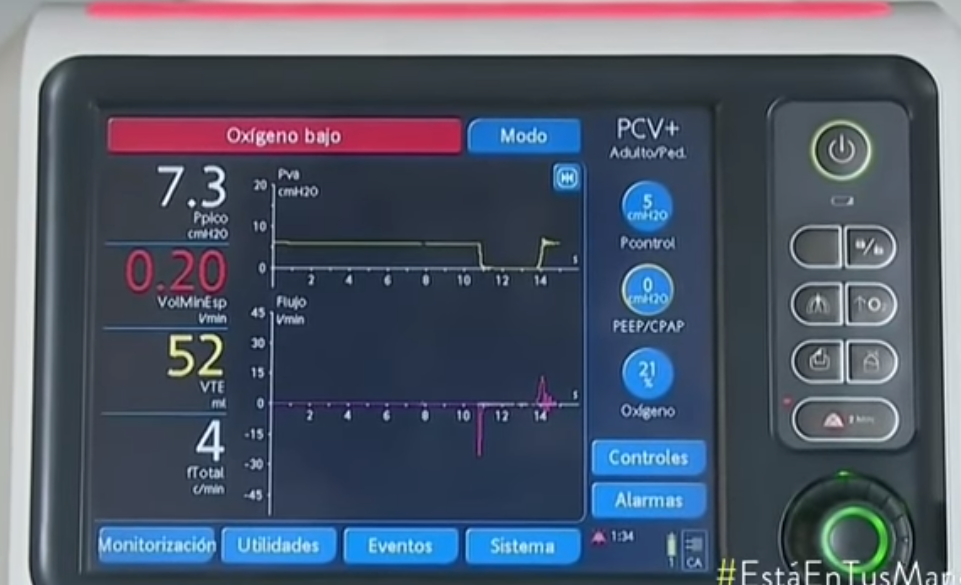 Oxígeno bajo
Modo
PCV+
Adulto/Ped.
7.3
Ppico
cmH2O
0.20
VolMinEsp
l/min
52
VTE
ml
4
fTotal
c/min
Pva
cmH2O
20
10
0
2 4 6 8 10 12 14 s
Flujo
l/min
45
30
15
0
2 4 6 8 10 12 14 s
-15
-30
-45
5
cmH2O
Pcontrol
0
cmH2O
PEEP/CPAP
21
%
Oxígeno
Controles
Alarmas
Monitorización
Utilidades
Eventos
Sistema
1:34
1
CA
↑O₂
#EstáEnTusMan